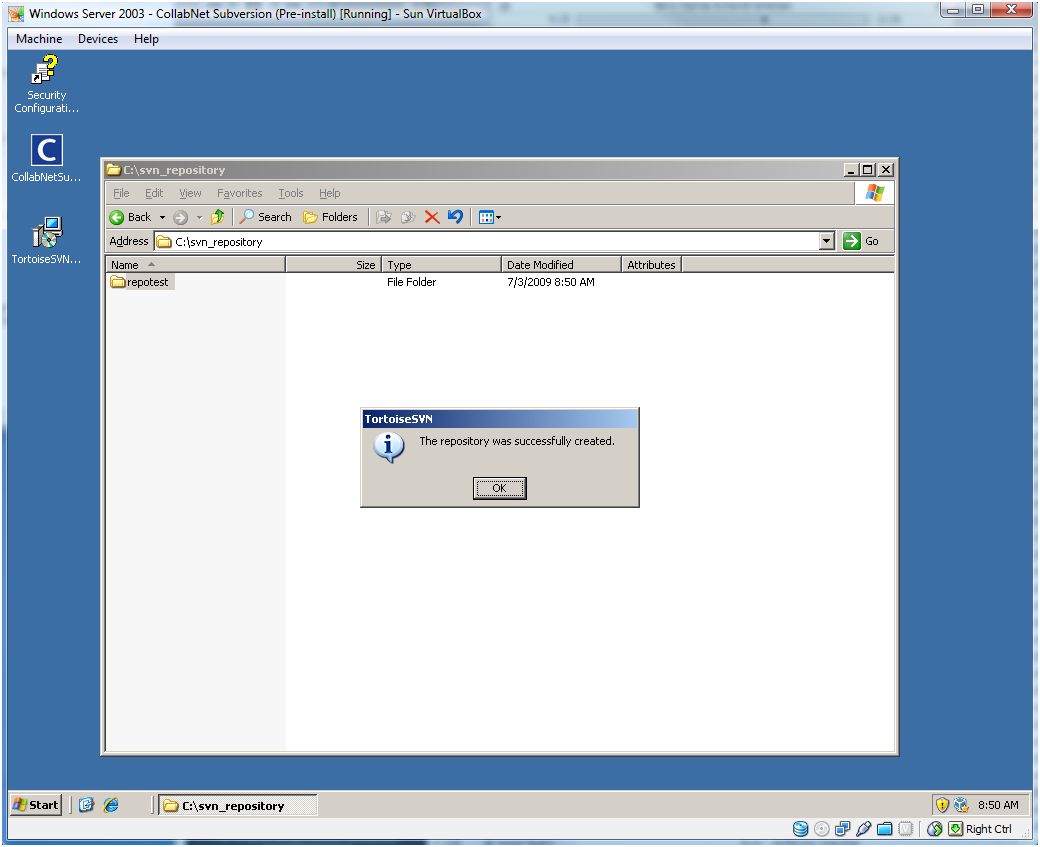 Windows Server 2003 - CollabNet Subversion (Pre-install) [Running] - Sun VirtualBox
Machine Devices Help
Security
Configurati...
CollabNetSu...
TortoiseSVN...
C:\svn_repository
File Edit View Favorites Tools Help
Back Search Folders
Address C:\svn_repository Go
Name Size Type Date Modified Attributes
repotest File Folder 7/3/2009 8:50 AM
TortoiseSVN
The repository was successfully created.
OK
Start C:\svn_repository 8:50 AM
Right Ctrl